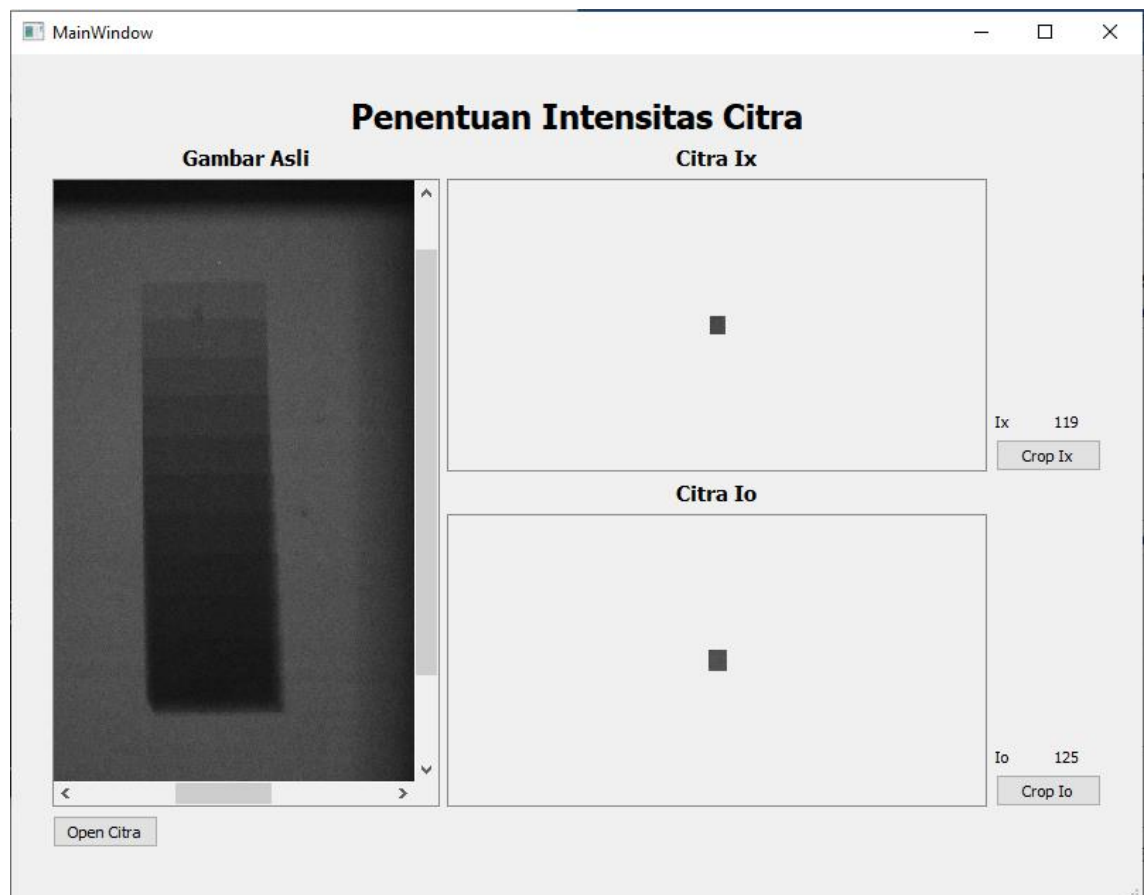 MainWindow
Penentuan Intensitas Citra
Gambar Asli
Citra Ix
Ix 119
Crop Ix
Citra Io
Io 125
Crop Io
Open Citra